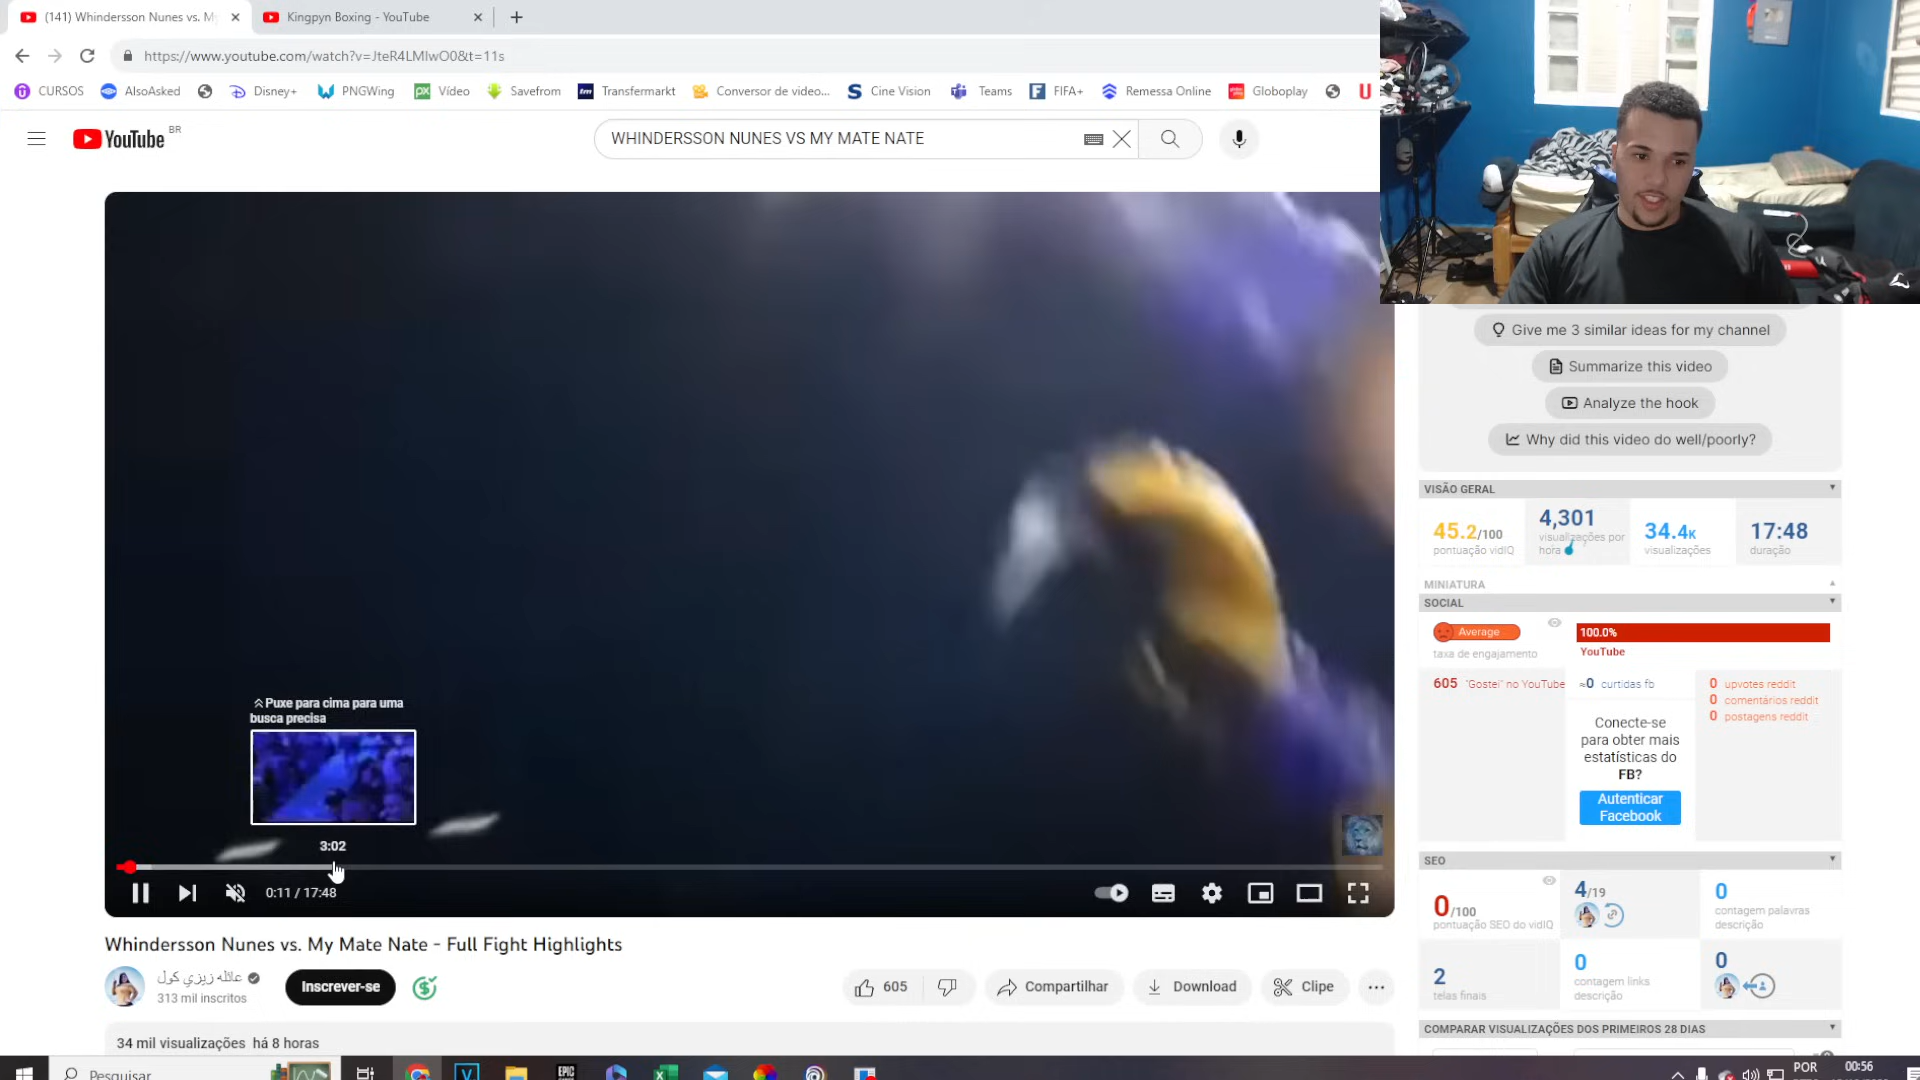 (141) Whindersson Nunes vs. M
Kingpyn Boxing - YouTube
https://www.youtube.com/watch?v=JteR4LMIwO0&t=11s
CURSOS
AlsoAsked
Disney+
PNGWing
Vídeo
Savefrom
Transfermarkt
Conversor de video...
Cine Vision
Teams
FIFA+
Remessa Online
Globoplay
YouTube BR
WHINDERSSON NUNES VS MY MATE NATE
Give me 3 similar ideas for my channel
Summarize this video
Analyze the hook
Why did this video do well/poorly?
VISÃO GERAL
45.2/100
pontuação vidIQ
4,301
visualizações por
hora
34.4K
visualizações
17:48
duração
MINIATURA
SOCIAL
Average
taxa de engajamento
100.0%
YouTube
605 "Gostei" no YouTube
≈0 curtidas fb
0 upvotes reddit
0 comentários reddit
0 postagens reddit
Conecte-se
para obter mais
estatísticas do
FB?
Autenticar
Facebook
Puxe para cima para uma
busca precisa
3:02
0:11 / 17:48
SEO
0/100
pontuação SEO do vidIQ
4/19
0
contagem palavras
descrição
2
telas finais
0
contagem links
descrição
0
COMPARAR VISUALIZAÇÕES DOS PRIMEIROS 28 DIAS
Whindersson Nunes vs. My Mate Nate - Full Fight Highlights
عائله زيزي كول
313 mil inscritos
Inscrever-se
605
Compartilhar
Download
Clipe
34 mil visualizações há 8 horas
Pesquisar
EPIC
POR
00:56